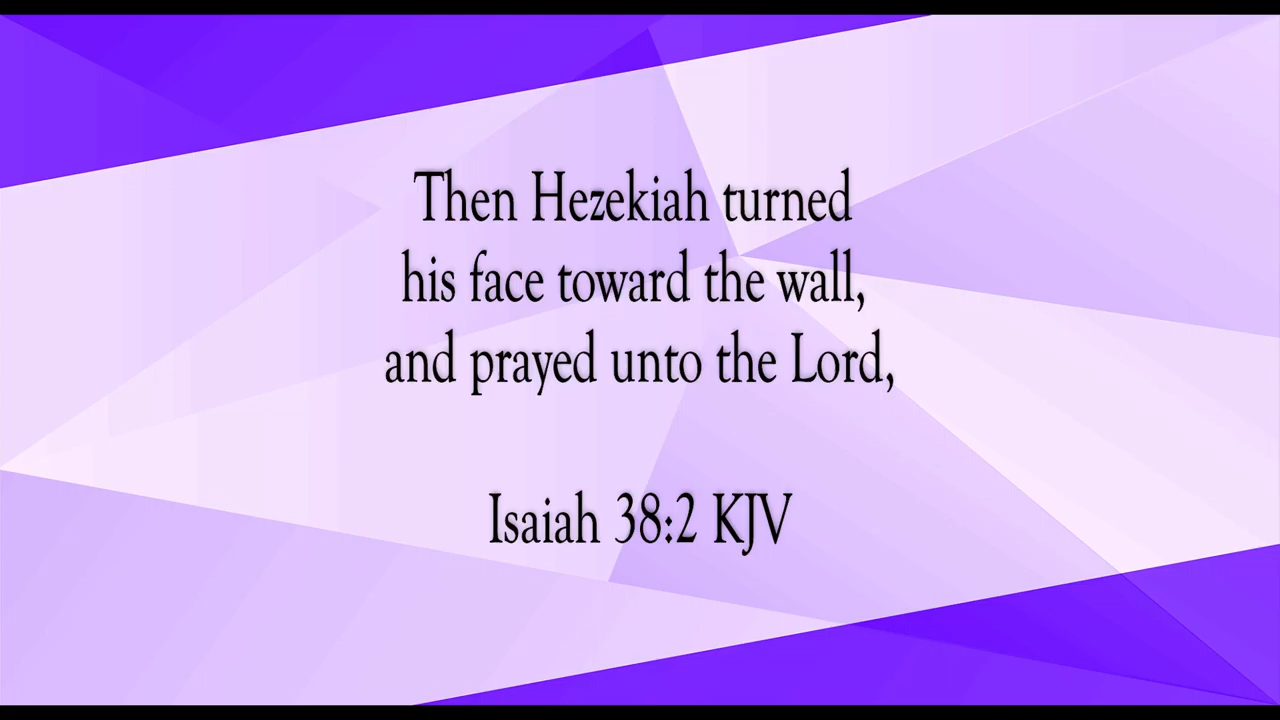 Then Hezekiah turned
his face toward the wall,
and prayed unto the Lord,
Isaiah 38:2 KJV